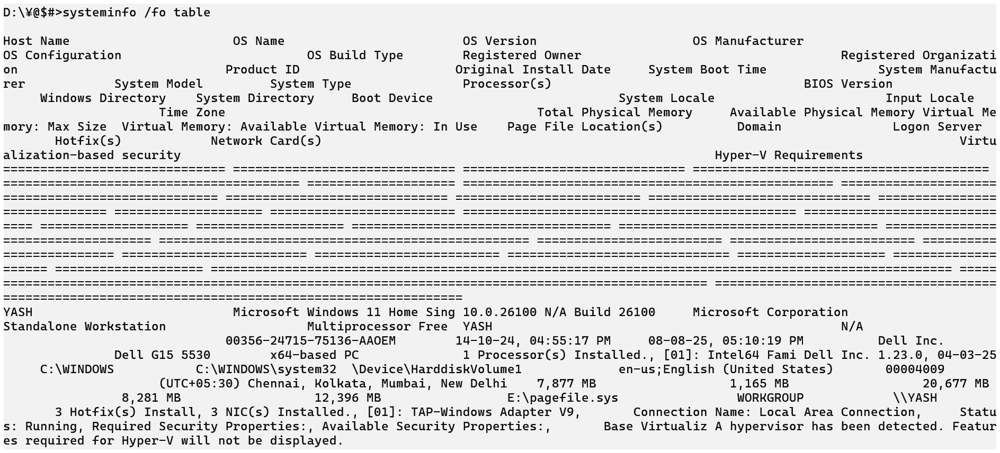 D:\¥@$#>systeminfo /fo table
Host Name OS Name OS Version OS Manufacturer
OS Configuration OS Build Type Registered Owner Registered Organizati
on Product ID Original Install Date System Boot Time System Manufactu
rer System Model System Type Processor(s) BIOS Version
Windows Directory System Directory Boot Device System Locale Input Locale
Time Zone Total Physical Memory Available Physical Memory Virtual Me
mory: Max Size Virtual Memory: Available Virtual Memory: In Use Page File Location(s) Domain Logon Server
Hotfix(s) Network Card(s) Virtu
alization-based security Hyper-V Requirements
============================== ============================== ============================== ========================================
======================================== ==================== ================================================== =====================
============================= ============================== ========================= ============================== ================
============== ==================== ========================= ============================================= ==========================
==== ==================== ==================== =================================== =================================== ===============
==================== ================================================== ========================= ========================= ==========
=============== ========================= ========================= ============================== ==================== ==============
====== ==================== ==================================================================================================== =====
=============================================================================================== ======================================
==============================================================
YASH Microsoft Windows 11 Home Sing 10.0.26100 N/A Build 26100 Microsoft Corporation
Standalone Workstation Multiprocessor Free YASH N/A
00356-24715-75136-AAOEM 14-10-24, 04:55:17 PM 08-08-25, 05:10:19 PM Dell Inc.
Dell G15 5530 x64-based PC 1 Processor(s) Installed., [01]: Intel64 Fami Dell Inc. 1.23.0, 04-03-25
C:\WINDOWS C:\WINDOWS\system32 \Device\HarddiskVolume1 en-us;English (United States) 00004009
(UTC+05:30) Chennai, Kolkata, Mumbai, New Delhi 7,877 MB 1,165 MB 20,677 MB
8,281 MB 12,396 MB E:\pagefile.sys WORKGROUP \\YASH
3 Hotfix(s) Install, 3 NIC(s) Installed., [01]: TAP-Windows Adapter V9, Connection Name: Local Area Connection, Statu
s: Running, Required Security Properties:, Available Security Properties:, Base Virtualiz A hypervisor has been detected. Featur
es required for Hyper-V will not be displayed.